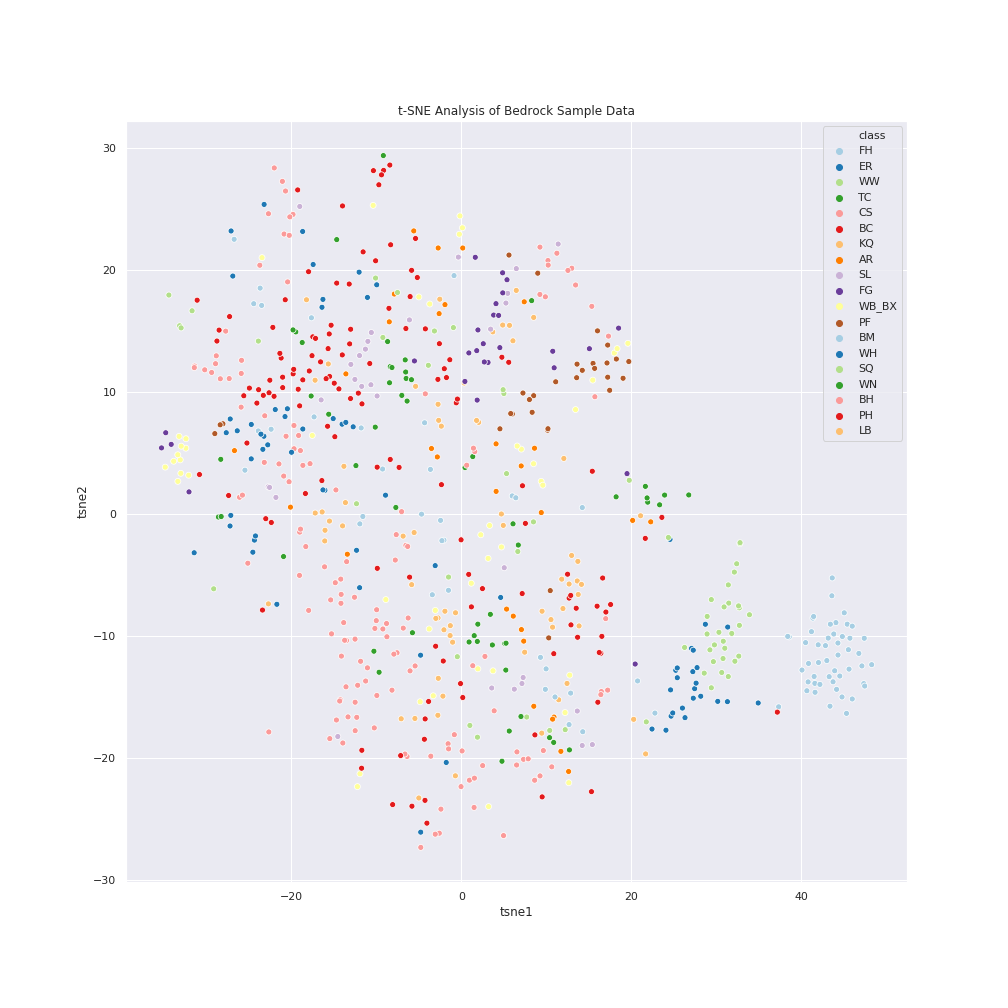 t-SNE Analysis of Bedrock Sample Data
class
FH
ER
WW
TC
CS
BC
KQ
AR
SL
FG
WB_BX
PF
BM
WH
SQ
WN
BH
PH
LB
30
20
10
0
−10
−20
−30
tsne2
−20
0
20
40
tsne1